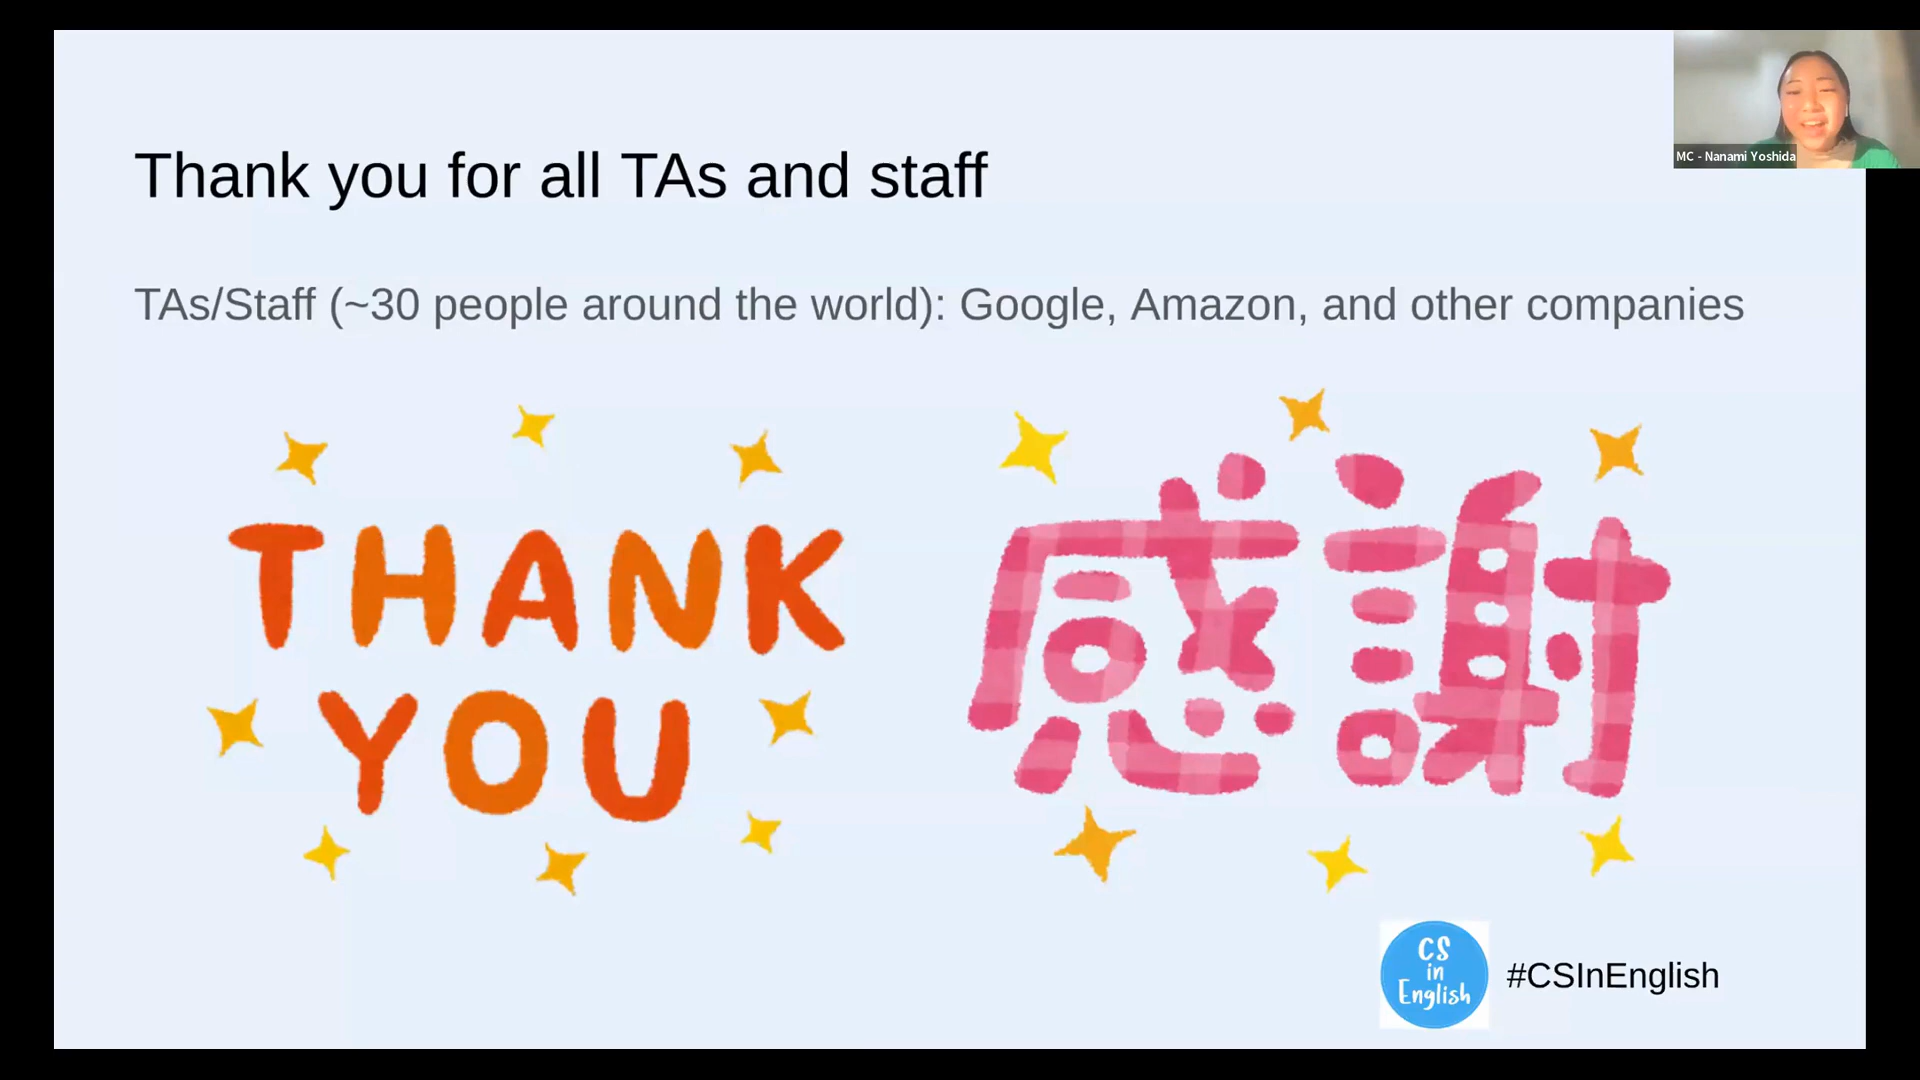 MC - Nanami Yoshida
Thank you for all TAs and staff
TAs/Staff (~30 people around the world): Google, Amazon, and other companies
THANK
YOU
感謝
CS
in
English
#CSInEnglish